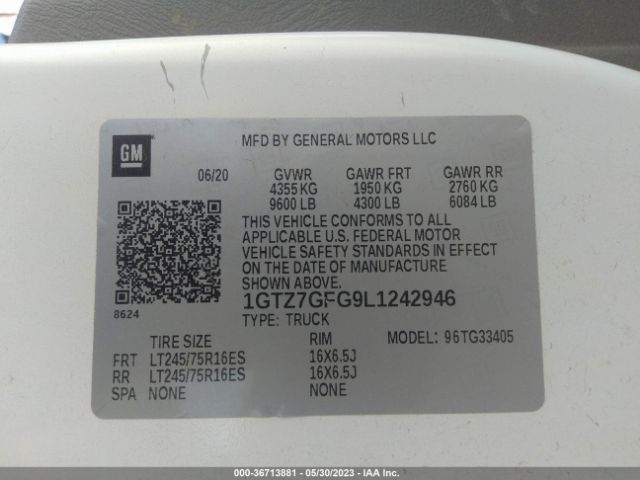 GM
MFD BY GENERAL MOTORS LLC
06/20 GVWR GAWR FRT GAWR RR
4355 KG 1950 KG 2760 KG
9600 LB 4300 LB 6084 LB
THIS VEHICLE CONFORMS TO ALL
APPLICABLE U.S. FEDERAL MOTOR
VEHICLE SAFETY STANDARDS IN EFFECT
ON THE DATE OF MANUFACTURE
SHOWN ABOVE.
1GTZ7GFG9L1242946
8624
TYPE: TRUCK
TIRE SIZE RIM MODEL: 96TG33405
FRT LT245/75R16ES 16X6.5J
RR LT245/75R16ES 16X6.5J
SPA NONE NONE
000-36713881 — 05/30/2023 — IAA Inc.